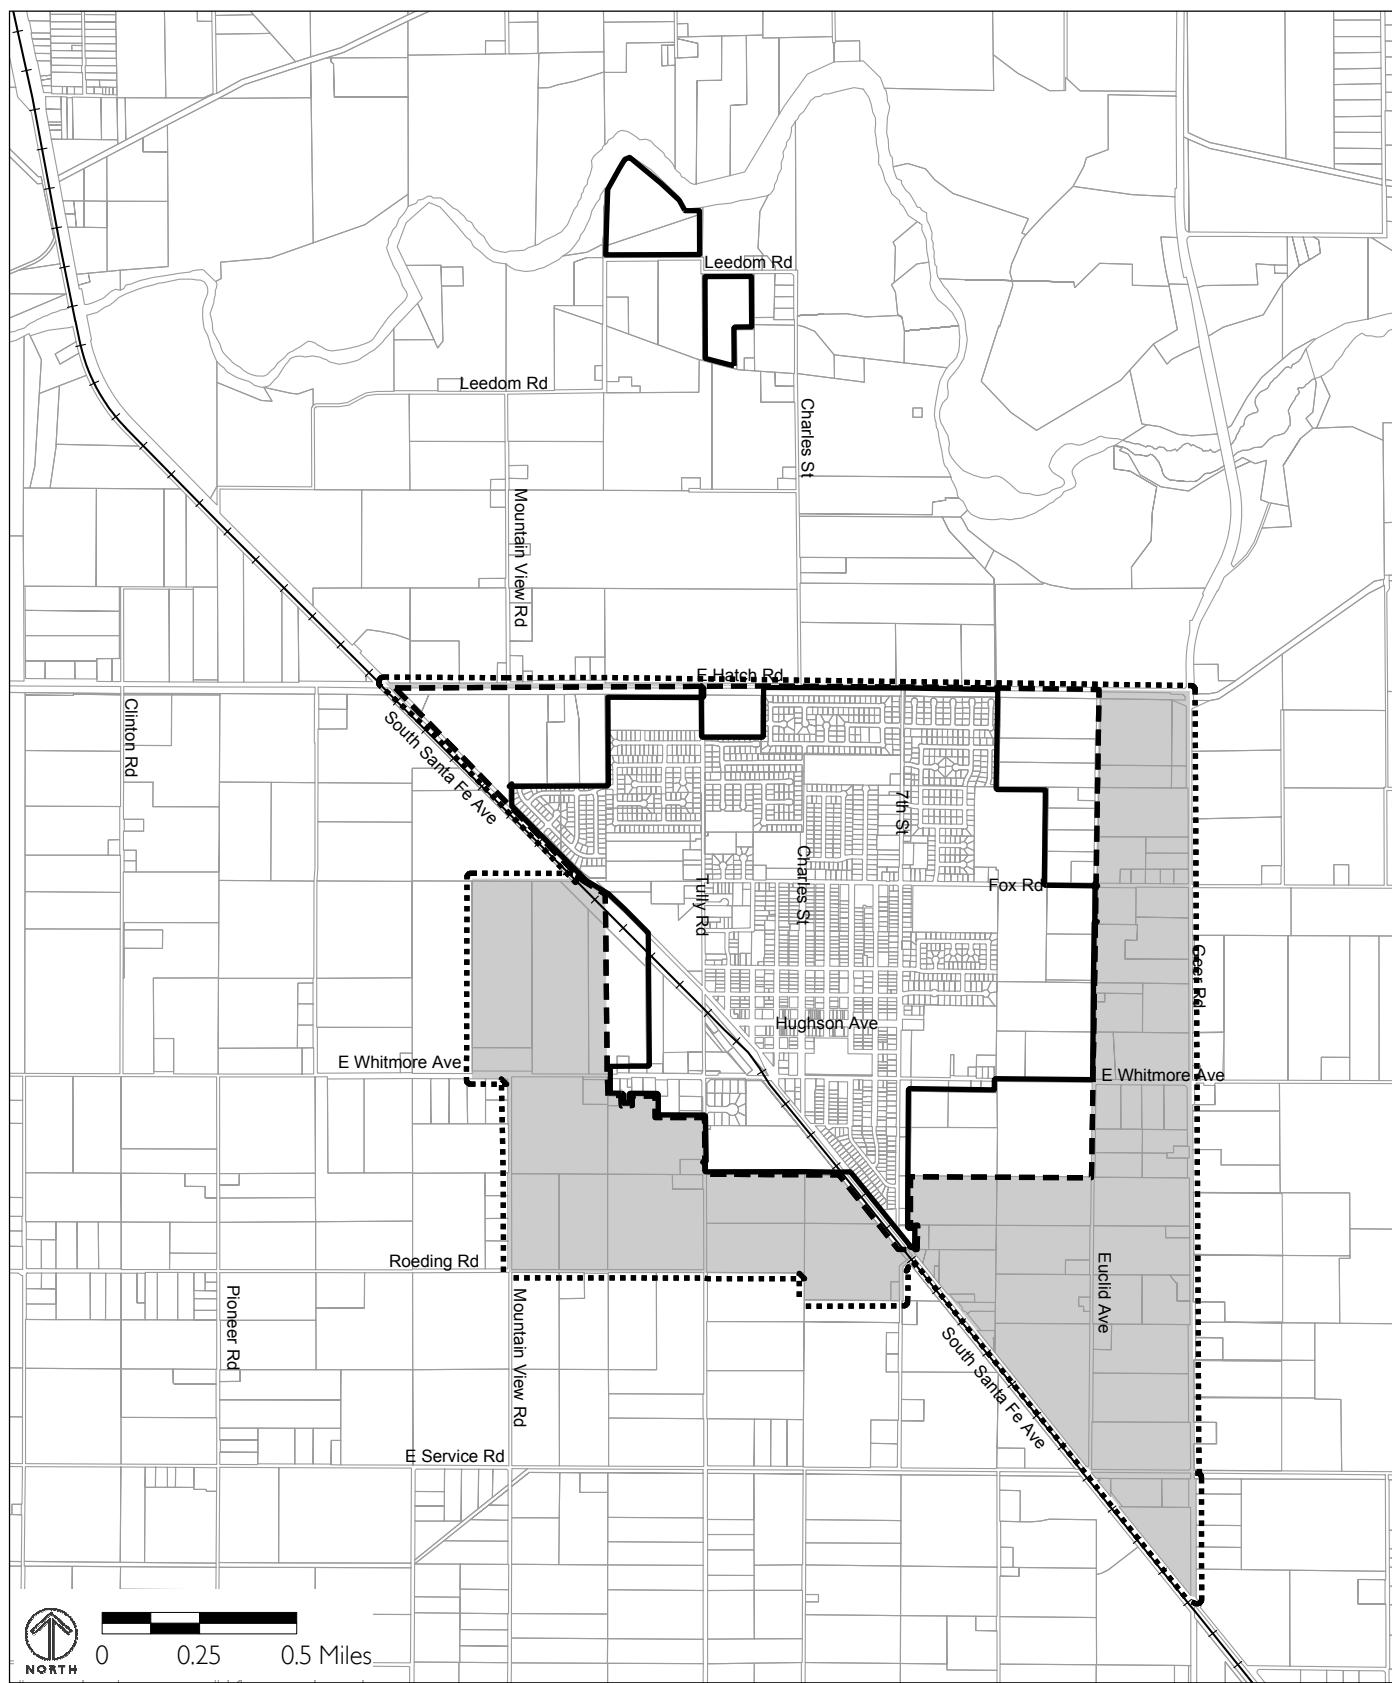 Leedom Rd
Leedom Rd
Charles St
Mountain View Rd
E Hatch Rd
Clinton Rd
South Santa Fe Ave
7th St
Charles St
Tully Rd
Fox Rd
Geer Rd
Hughson Ave
E Whitmore Ave
E Whitmore Ave
Roeding Rd
Euclid Ave
Pioneer Rd
Mountain View Rd
South Santa Fe Ave
E Service Rd
NORTH
0 0.25 0.5 Miles